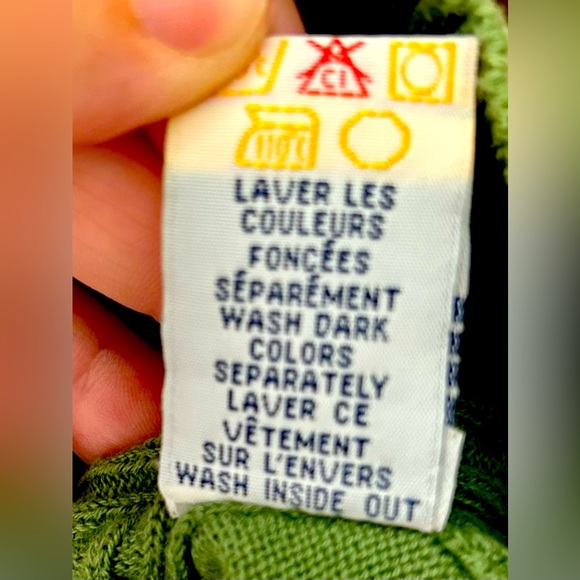 CL
110°C
LAVER LES
COULEURS
FONCÉES
SÉPARÉMENT
WASH DARK
COLORS
SEPARATELY
LAVER CE
VÊTEMENT
SUR L'ENVERS
WASH INSIDE OUT